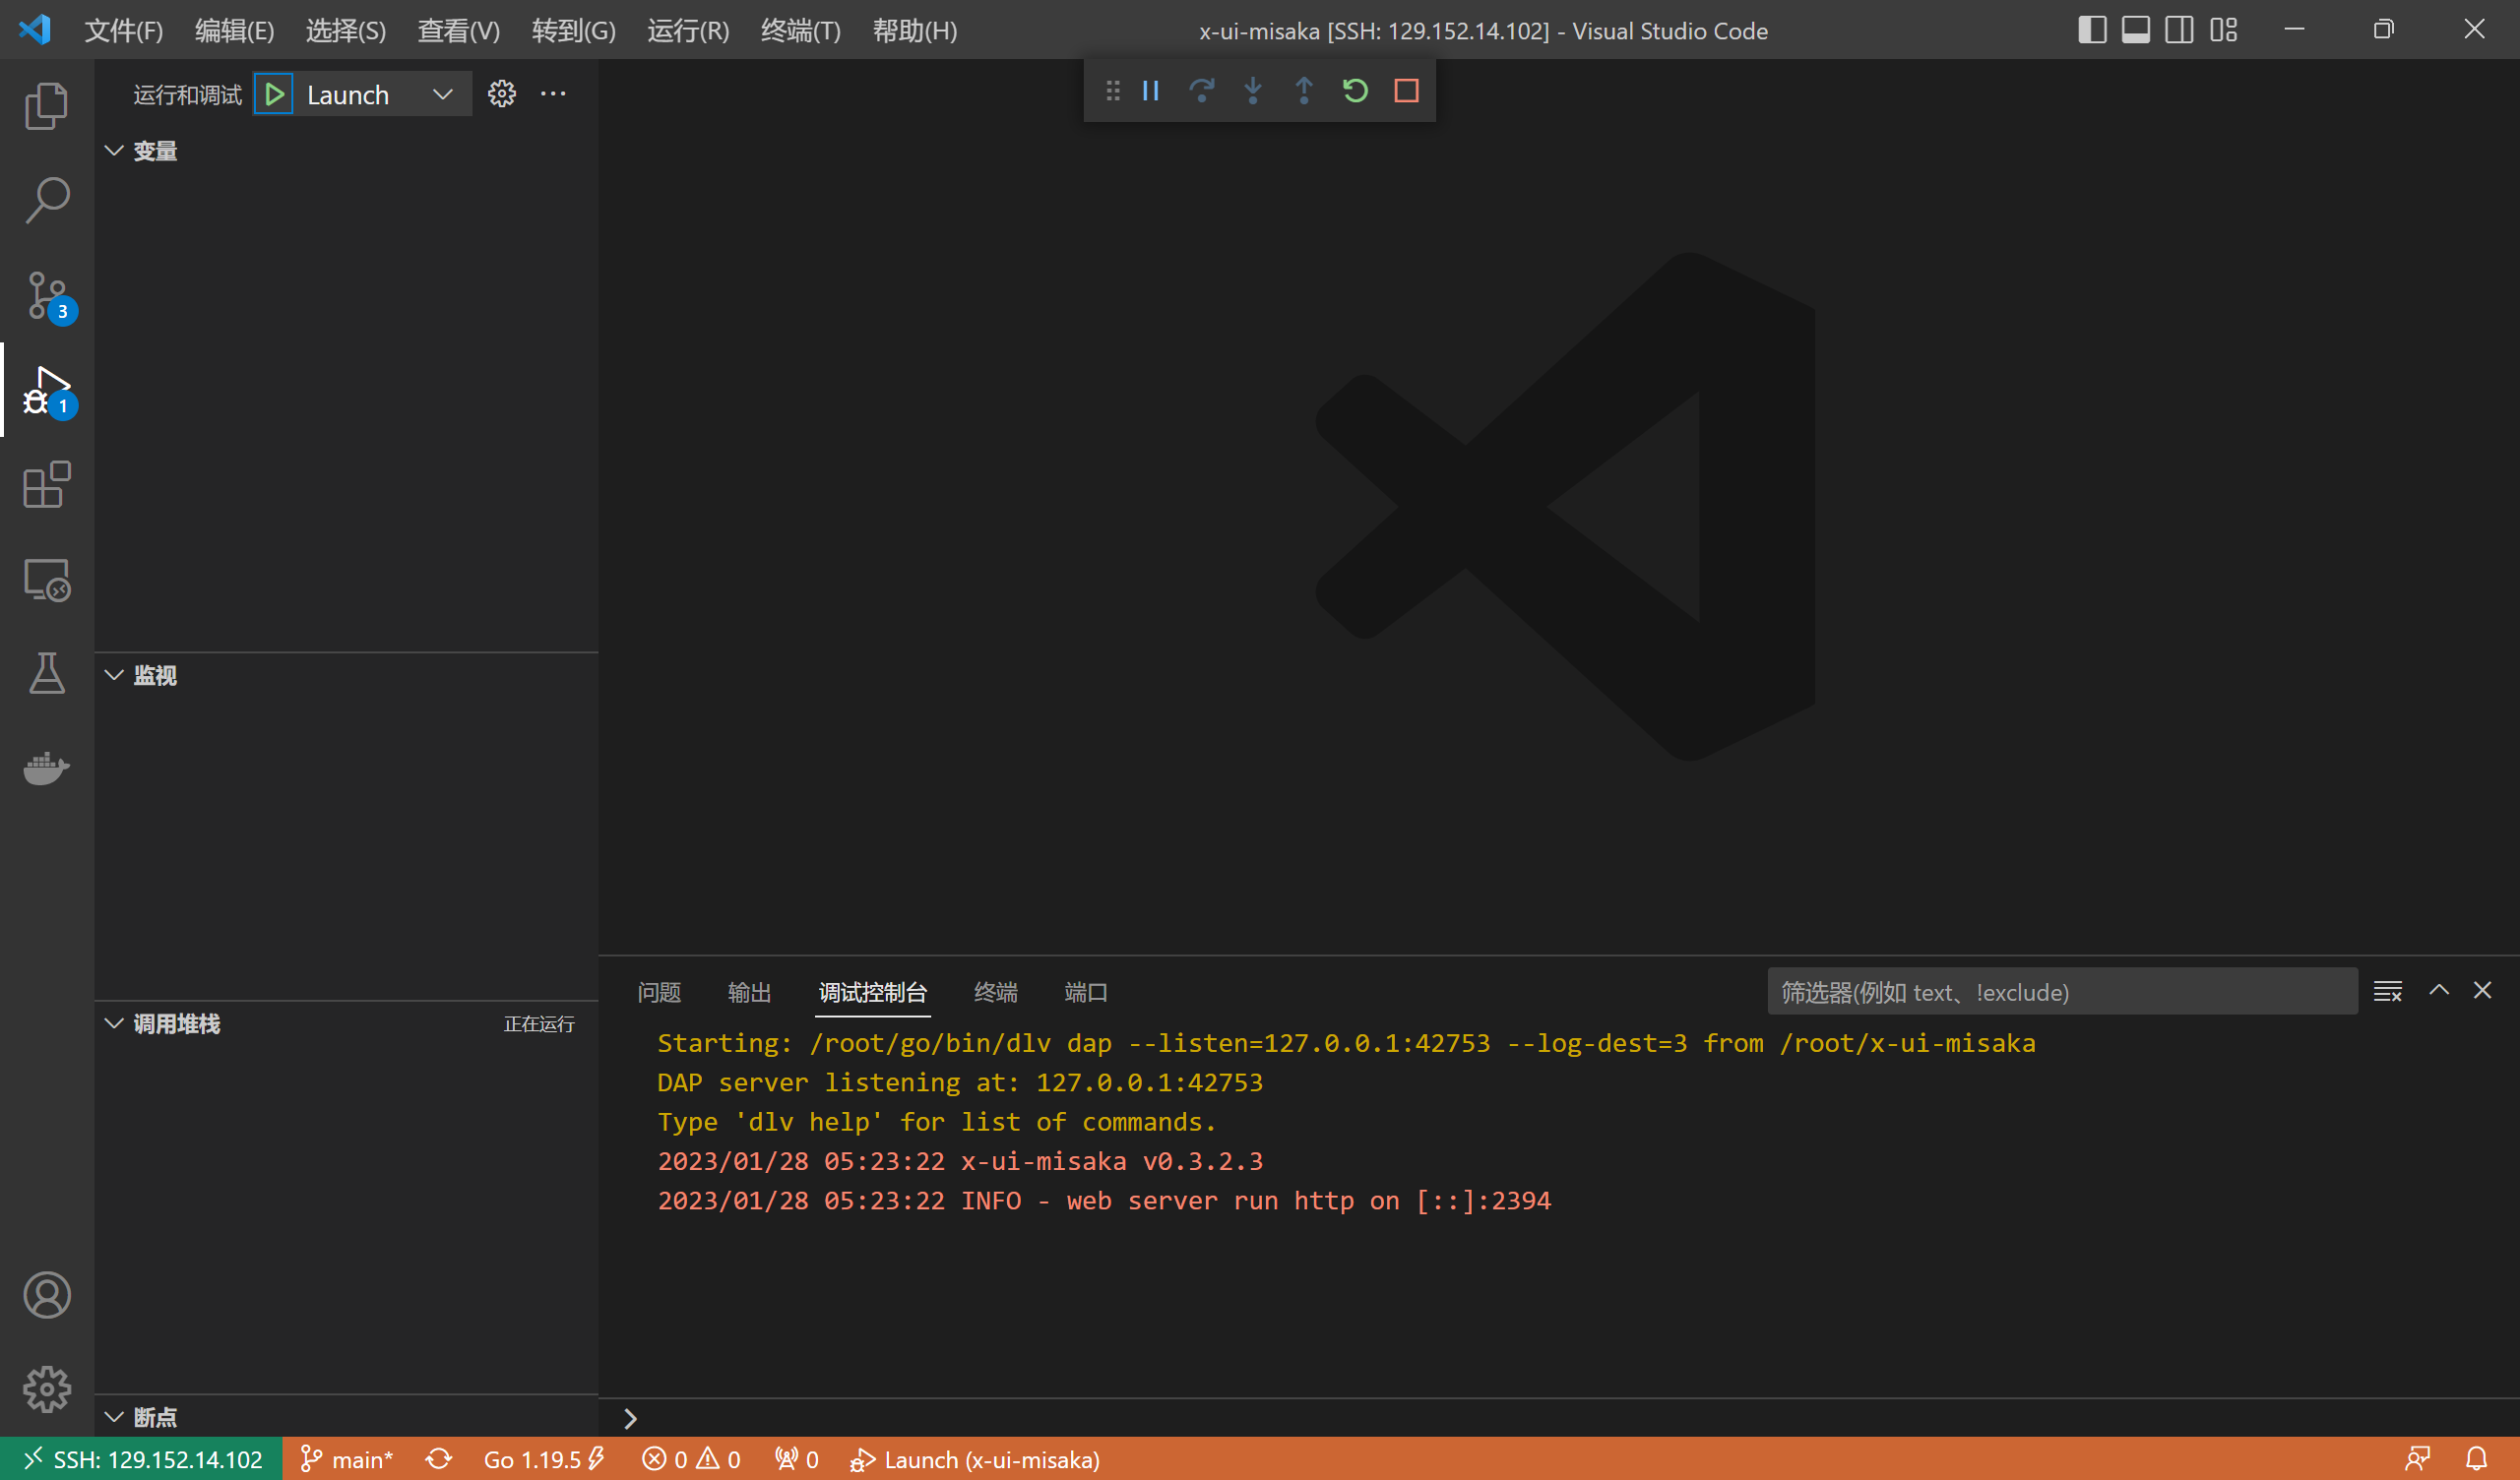 文件(F) 编辑(E) 选择(S) 查看(V) 转到(G) 运行(R) 终端(T) 帮助(H) x-ui-misaka [SSH: 129.152.14.102] - Visual Studio Code
运行和调试 Launch
变量
3
1
监视
调用堆栈 正在运行
断点
问题 输出 调试控制台 终端 端口 筛选器(例如 text、!exclude)
Starting: /root/go/bin/dlv dap --listen=127.0.0.1:42753 --log-dest=3 from /root/x-ui-misaka
DAP server listening at: 127.0.0.1:42753
Type 'dlv help' for list of commands.
2023/01/28 05:23:22 x-ui-misaka v0.3.2.3
2023/01/28 05:23:22 INFO - web server run http on [::]:2394
SSH: 129.152.14.102 main* Go 1.19.5 0 0 0 Launch (x-ui-misaka)